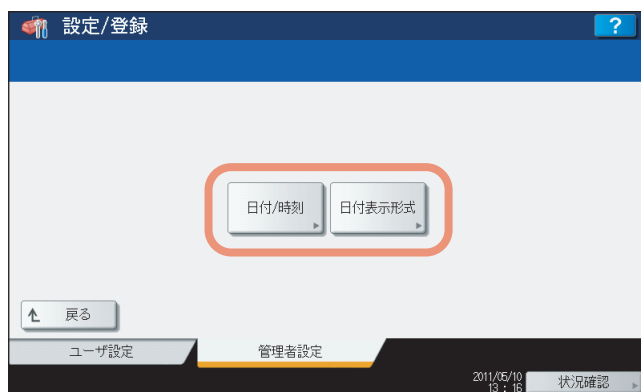 設定/登録
?
日付/時刻
日付表示形式
戻る
ユーザ設定
管理者設定
2011/05/10
13 : 16
状況確認